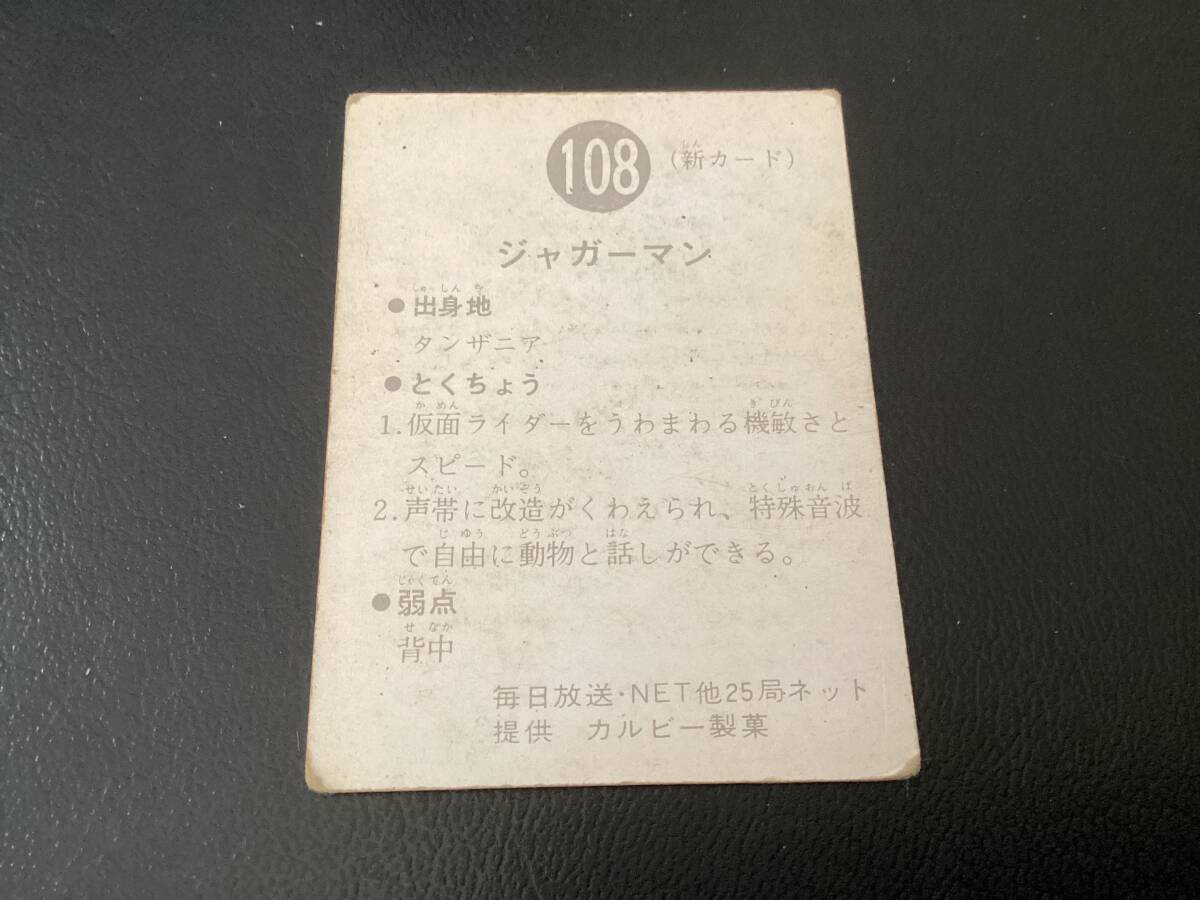 108 (新カード)
ジャガーマン
●出身地
タンザニア
●とくちょう
1.仮面ライダーをうわまわる機敏さと
スピード。
2.声帯に改造がくわえられ、特殊音波
で自由に動物と話しができる。
●弱点
背中
毎日放送・NET他25局ネット
提供　カルビー製菓